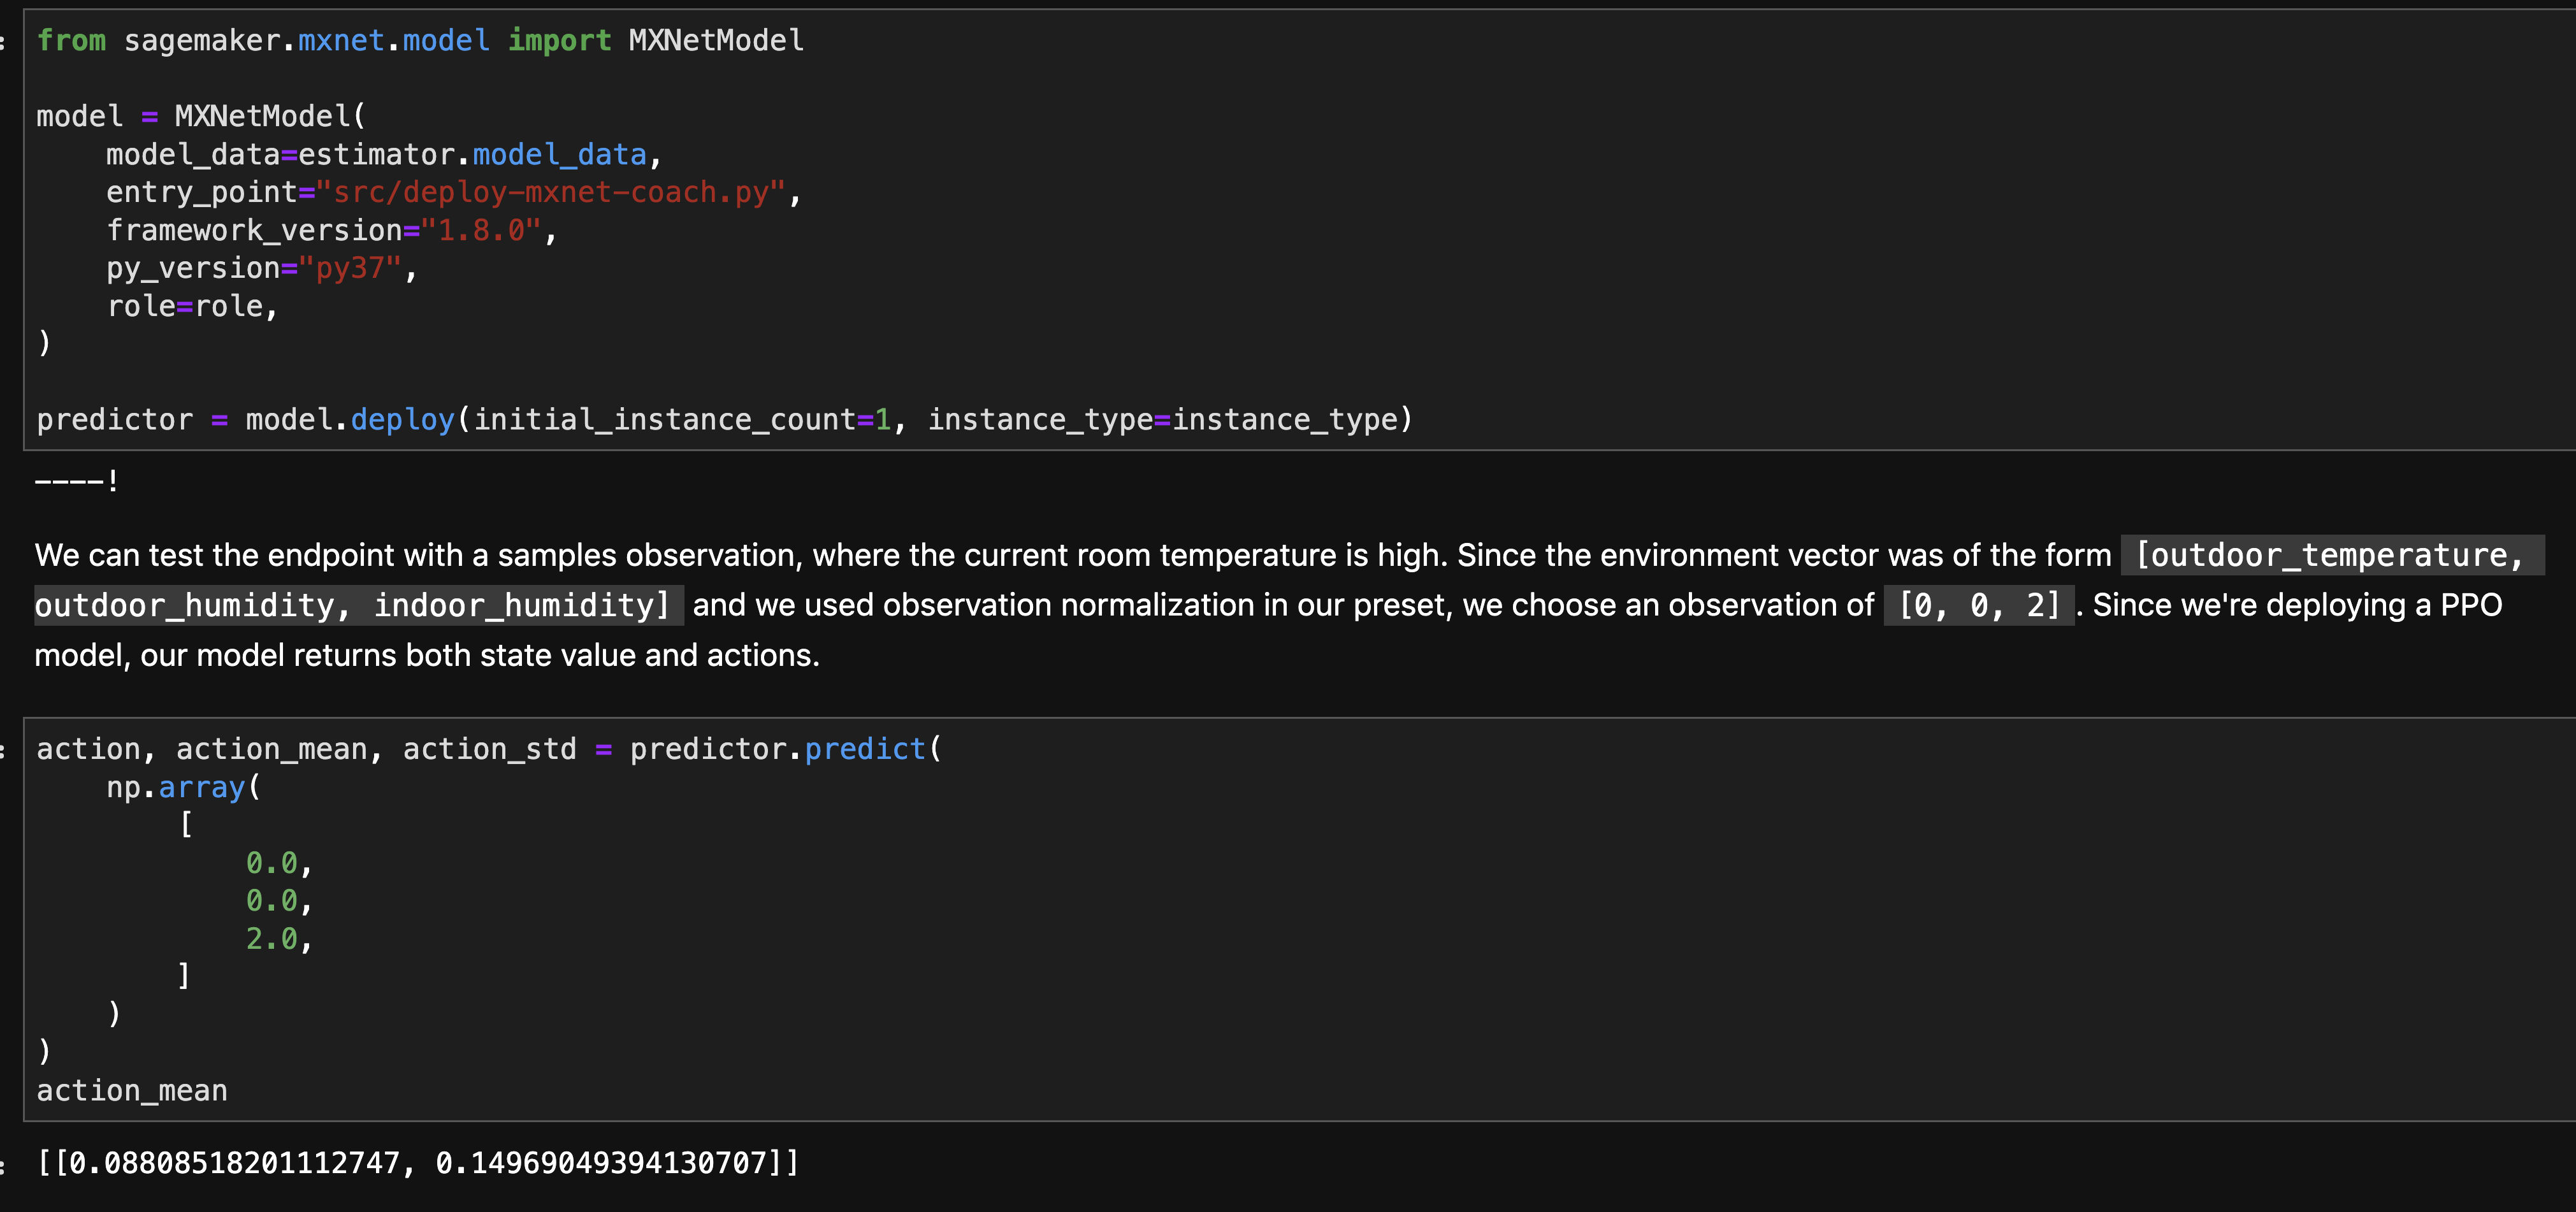 from sagemaker.mxnet.model import MXNetModel

model = MXNetModel(
    model_data=estimator.model_data,
    entry_point="src/deploy-mxnet-coach.py",
    framework_version="1.8.0",
    py_version="py37",
    role=role,
)

predictor = model.deploy(initial_instance_count=1, instance_type=instance_type)
----!
We can test the endpoint with a samples observation, where the current room temperature is high. Since the environment vector was of the form [outdoor_temperature,
outdoor_humidity, indoor_humidity] and we used observation normalization in our preset, we choose an observation of [0, 0, 2]. Since we're deploying a PPO
model, our model returns both state value and actions.
action, action_mean, action_std = predictor.predict(
    np.array(
        [
            0.0,
            0.0,
            2.0,
        ]
    )
)
action_mean
[[0.08808518201112747, 0.14969049394130707]]